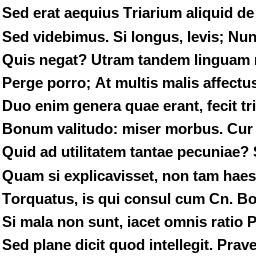 Sed erat aequius Triarium aliquid de
Sed videbimus. Si longus, levis; Nun
Quis negat? Utram tandem linguam
Perge porro; At multis malis affectus
Duo enim genera quae erant, fecit tri
Bonum valitudo: miser morbus. Cur
Quid ad utilitatem tantae pecuniae? S
Quam si explicavisset, non tam haes
Torquatus, is qui consul cum Cn. Bo
Si mala non sunt, iacet omnis ratio P
Sed plane dicit quod intellegit. Prave